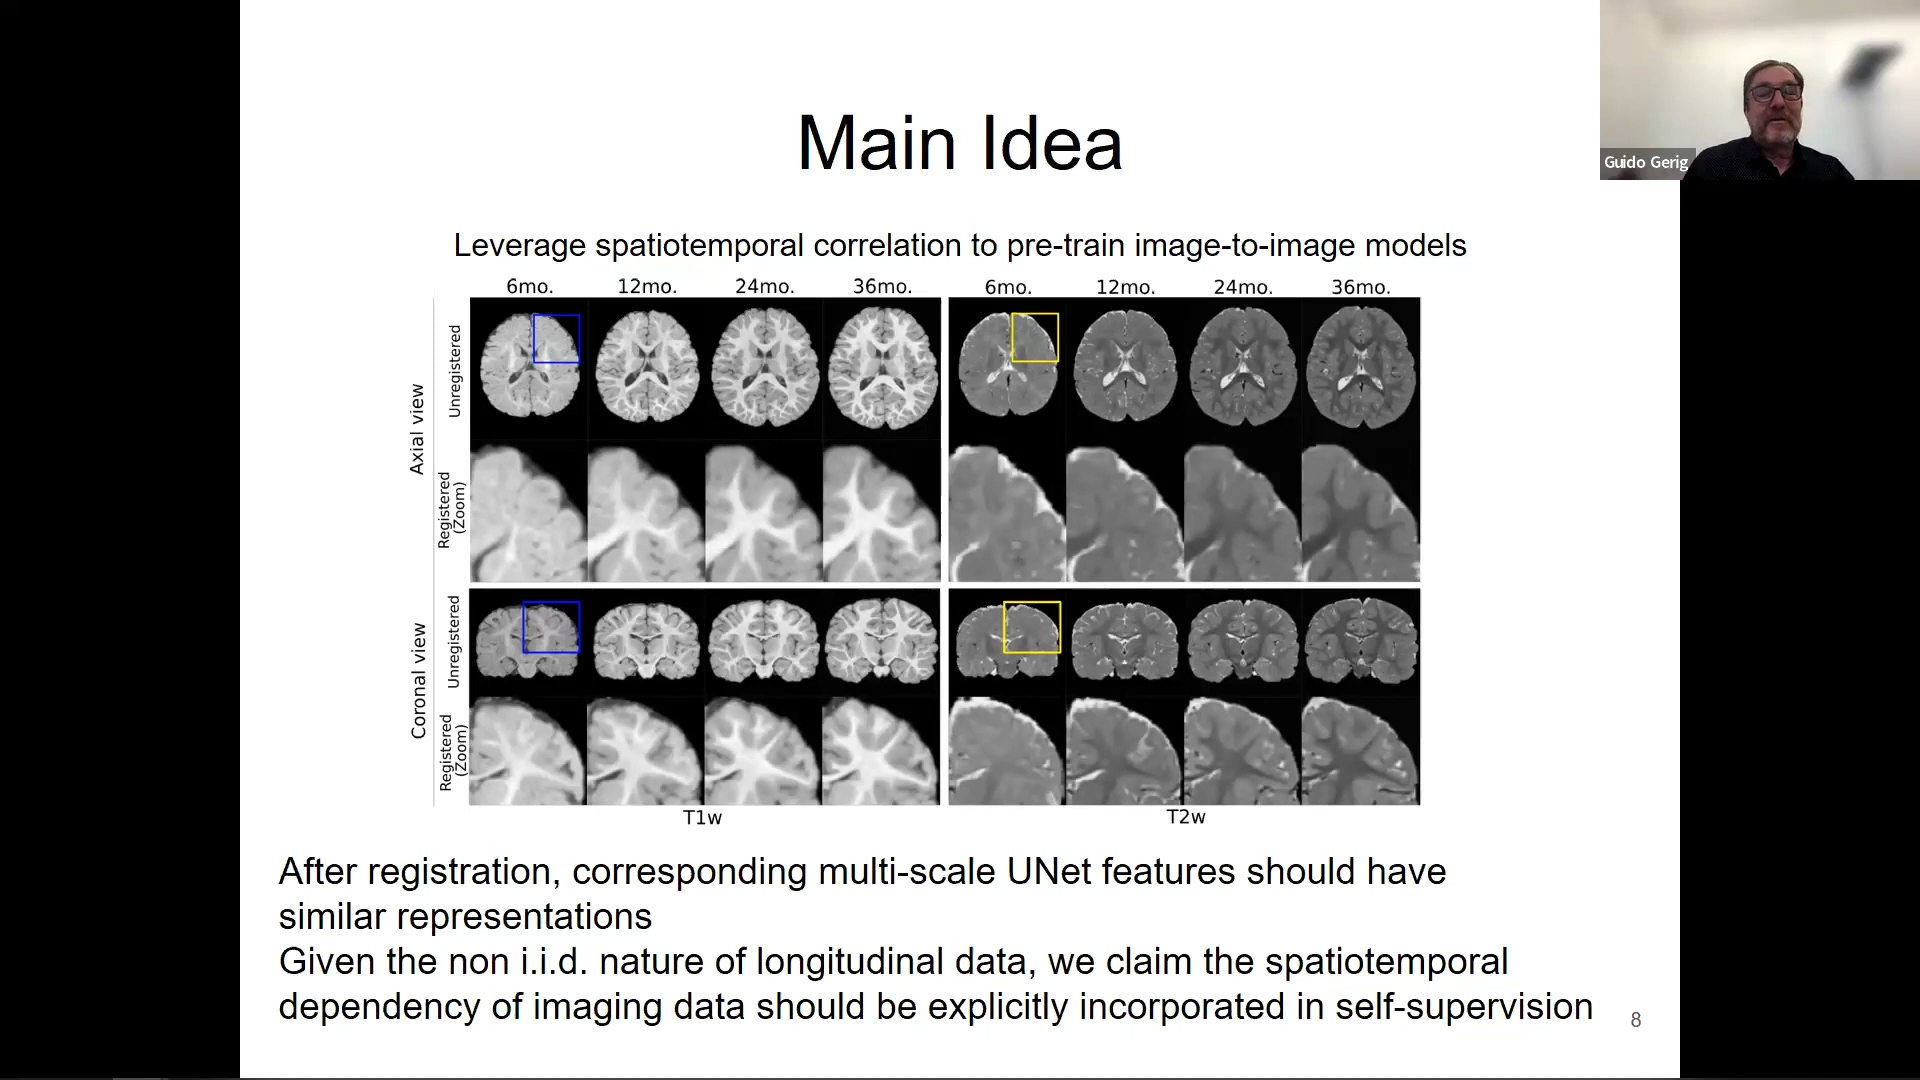 Guido Gerig
Main Idea
Leverage spatiotemporal correlation to pre-train image-to-image models
6mo. 12mo. 24mo. 36mo. 6mo. 12mo. 24mo. 36mo.
Axial view
Unregistered
Registered
(Zoom)
Coronal view
Unregistered
Registered
(Zoom)
T1w T2w
After registration, corresponding multi-scale UNet features should have
similar representations
Given the non i.i.d. nature of longitudinal data, we claim the spatiotemporal
dependency of imaging data should be explicitly incorporated in self-supervision
8